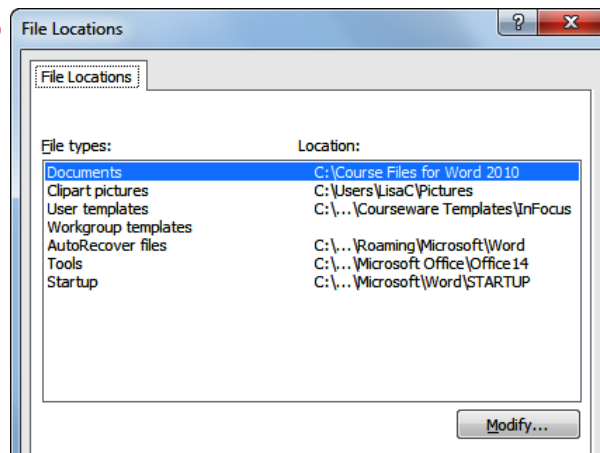 File Locations
?
File Locations
File types: Location:
Documents C:\Course Files for Word 2010
Clipart pictures C:\Users\LisaC\Pictures
User templates C:\...\Courseware Templates\InFocus
Workgroup templates
AutoRecover files C:\...\Roaming\Microsoft\Word
Tools C:\...\Microsoft Office\Office14
Startup C:\...\Microsoft\Word\STARTUP
Modify...